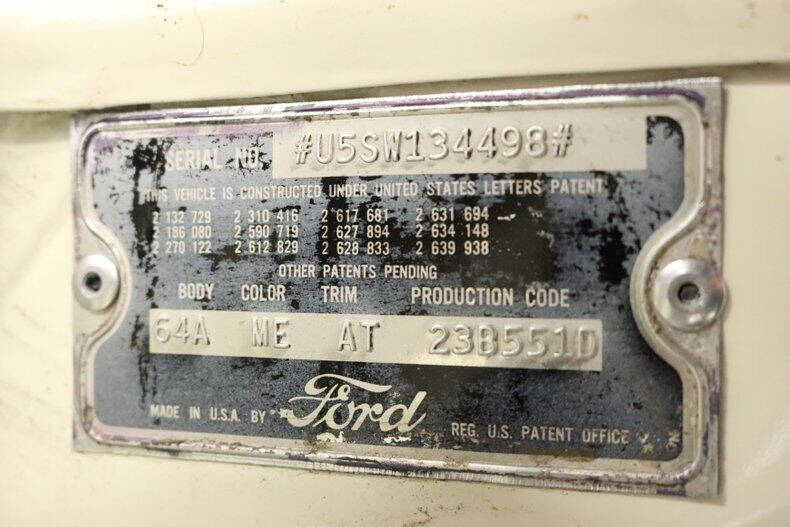 SERIAL NO. #U5SW134498#
THIS VEHICLE IS CONSTRUCTED UNDER UNITED STATES LETTERS PATENT
2 132 729 2 310 416 2 617 681 2 631 694
2 186 080 2 590 719 2 627 894 2 634 148
2 270 122 2 612 829 2 628 833 2 639 938
OTHER PATENTS PENDING
BODY COLOR TRIM PRODUCTION CODE
64A ME AT 23B551D
MADE IN U.S.A. BY Ford REG. U.S. PATENT OFFICE